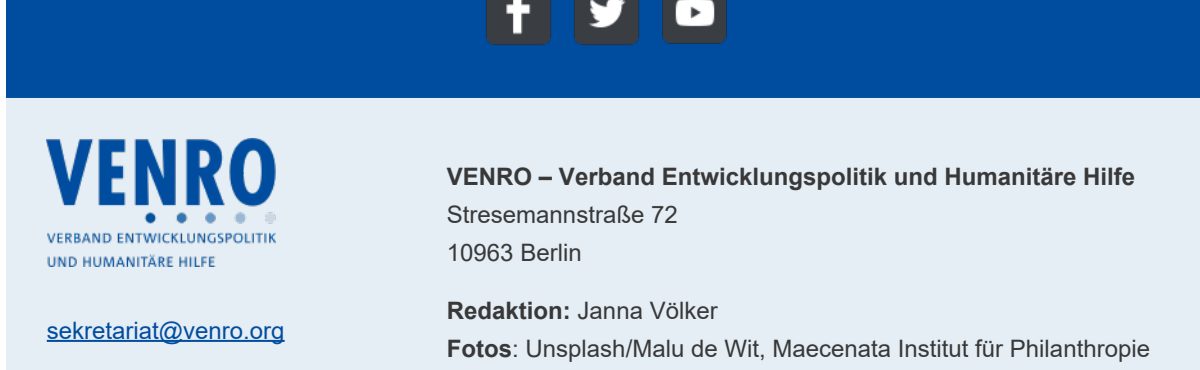 VENRO
VERBAND ENTWICKLUNGSPOLITIK
UND HUMANITÄRE HILFE
sekretariat@venro.org
VENRO – Verband Entwicklungspolitik und Humanitäre Hilfe
Stresemannstraße 72
10963 Berlin
Redaktion: Janna Völker
Fotos: Unsplash/Malu de Wit, Maecenata Institut für Philanthropie